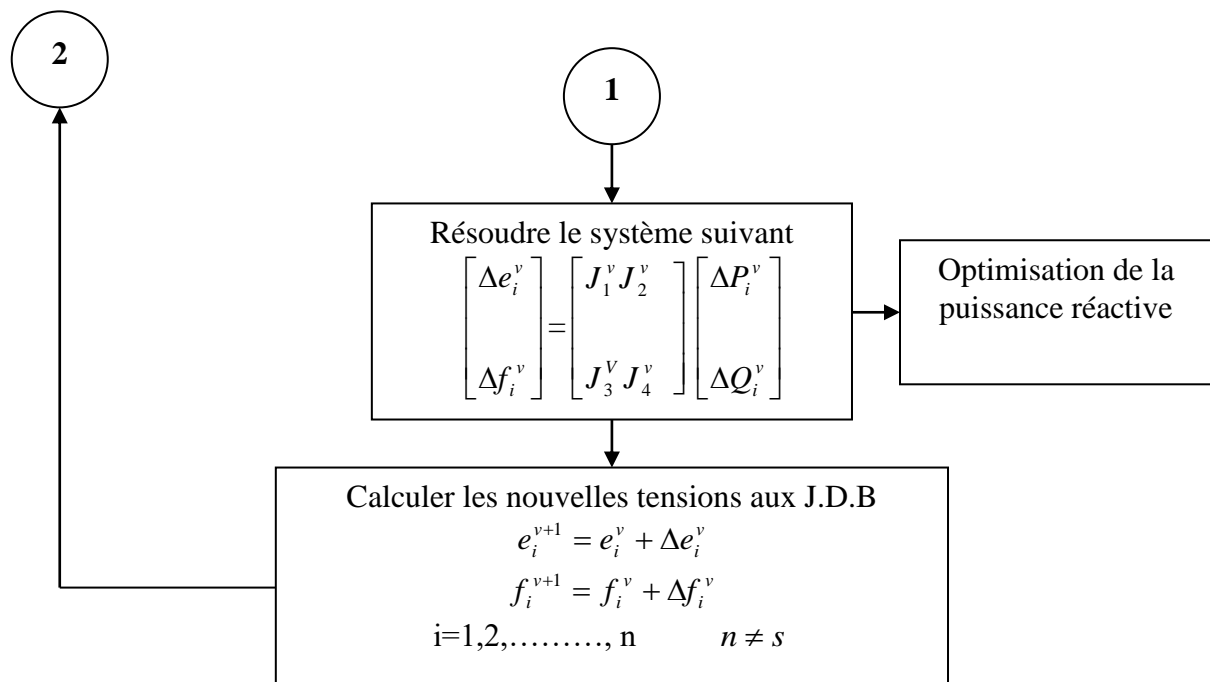 2
1
Résoudre le système suivant
[Δe_i^v] = [J_1^v J_2^v] [ΔP_i^v]
[Δf_i^v] [J_3^V J_4^v] [ΔQ_i^v]
Optimisation de la
puissance réactive
Calculer les nouvelles tensions aux J.D.B
e_i^{v+1} = e_i^v + Δe_i^v
f_i^{v+1} = f_i^v + Δf_i^v
i=1,2,………, n n ≠ s